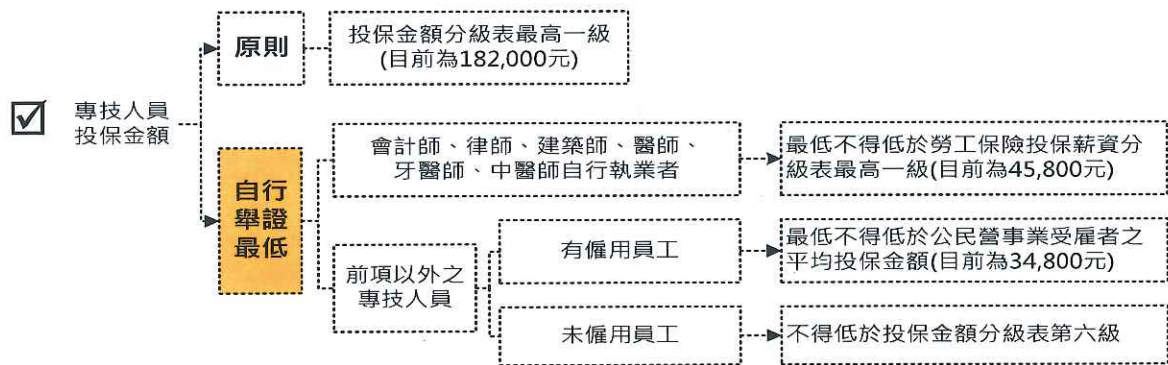 原則
投保金額分級表最高一級
(目前為182,000元)
專技人員
投保金額
自行
舉證
最低
會計師、律師、建築師、醫師、
牙醫師、中醫師自行執業者
最低不得低於勞工保險投保薪資分
級表最高一級(目前為45,800元)
前項以外之
專技人員
有僱用員工
最低不得低於公民營事業受雇者之
平均投保金額(目前為34,800元)
未僱用員工
不得低於投保金額分級表第六級